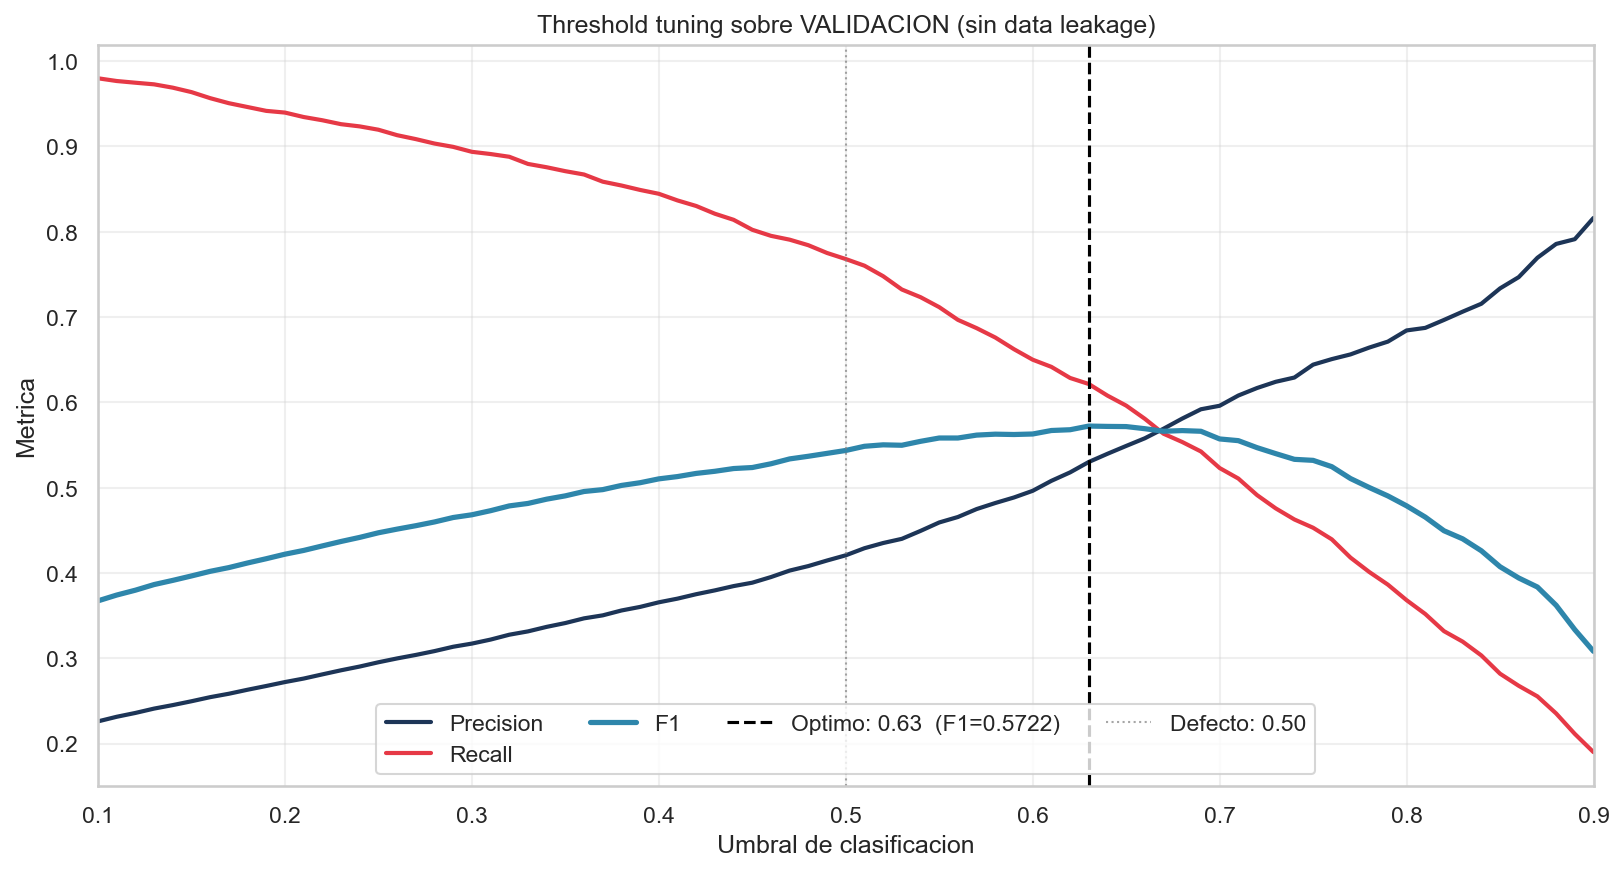 Threshold tuning sobre VALIDACION (sin data leakage)
1.0
0.9
0.8
0.7
0.6
0.5
0.4
0.3
0.2
Metrica
Precision
Recall
F1
Optimo: 0.63 (F1=0.5722)
Defecto: 0.50
0.1 0.2 0.3 0.4 0.5 0.6 0.7 0.8 0.9
Umbral de clasificacion